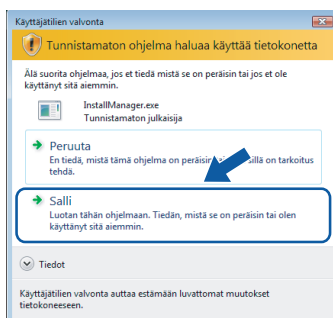 Käyttäjätilien valvonta
Tunnistamaton ohjelma haluaa käyttää tietokonetta
Älä suorita ohjelmaa, jos et tiedä mistä se on peräisin tai jos et ole
käyttänyt sitä aiemmin.
InstallManager.exe
Tunnistamaton julkaisija
Peruuta
En tiedä, mistä tämä ohjelma on peräisin tai on tarkoitus
tehdä.
Salli
Luotan tähän ohjelmaan. Tiedän, mistä se on peräisin tai olen
käyttänyt sitä aiemmin.
Tiedot
Käyttäjätilien valvonta auttaa estämään luvattomat muutokset
tietokoneeseen.